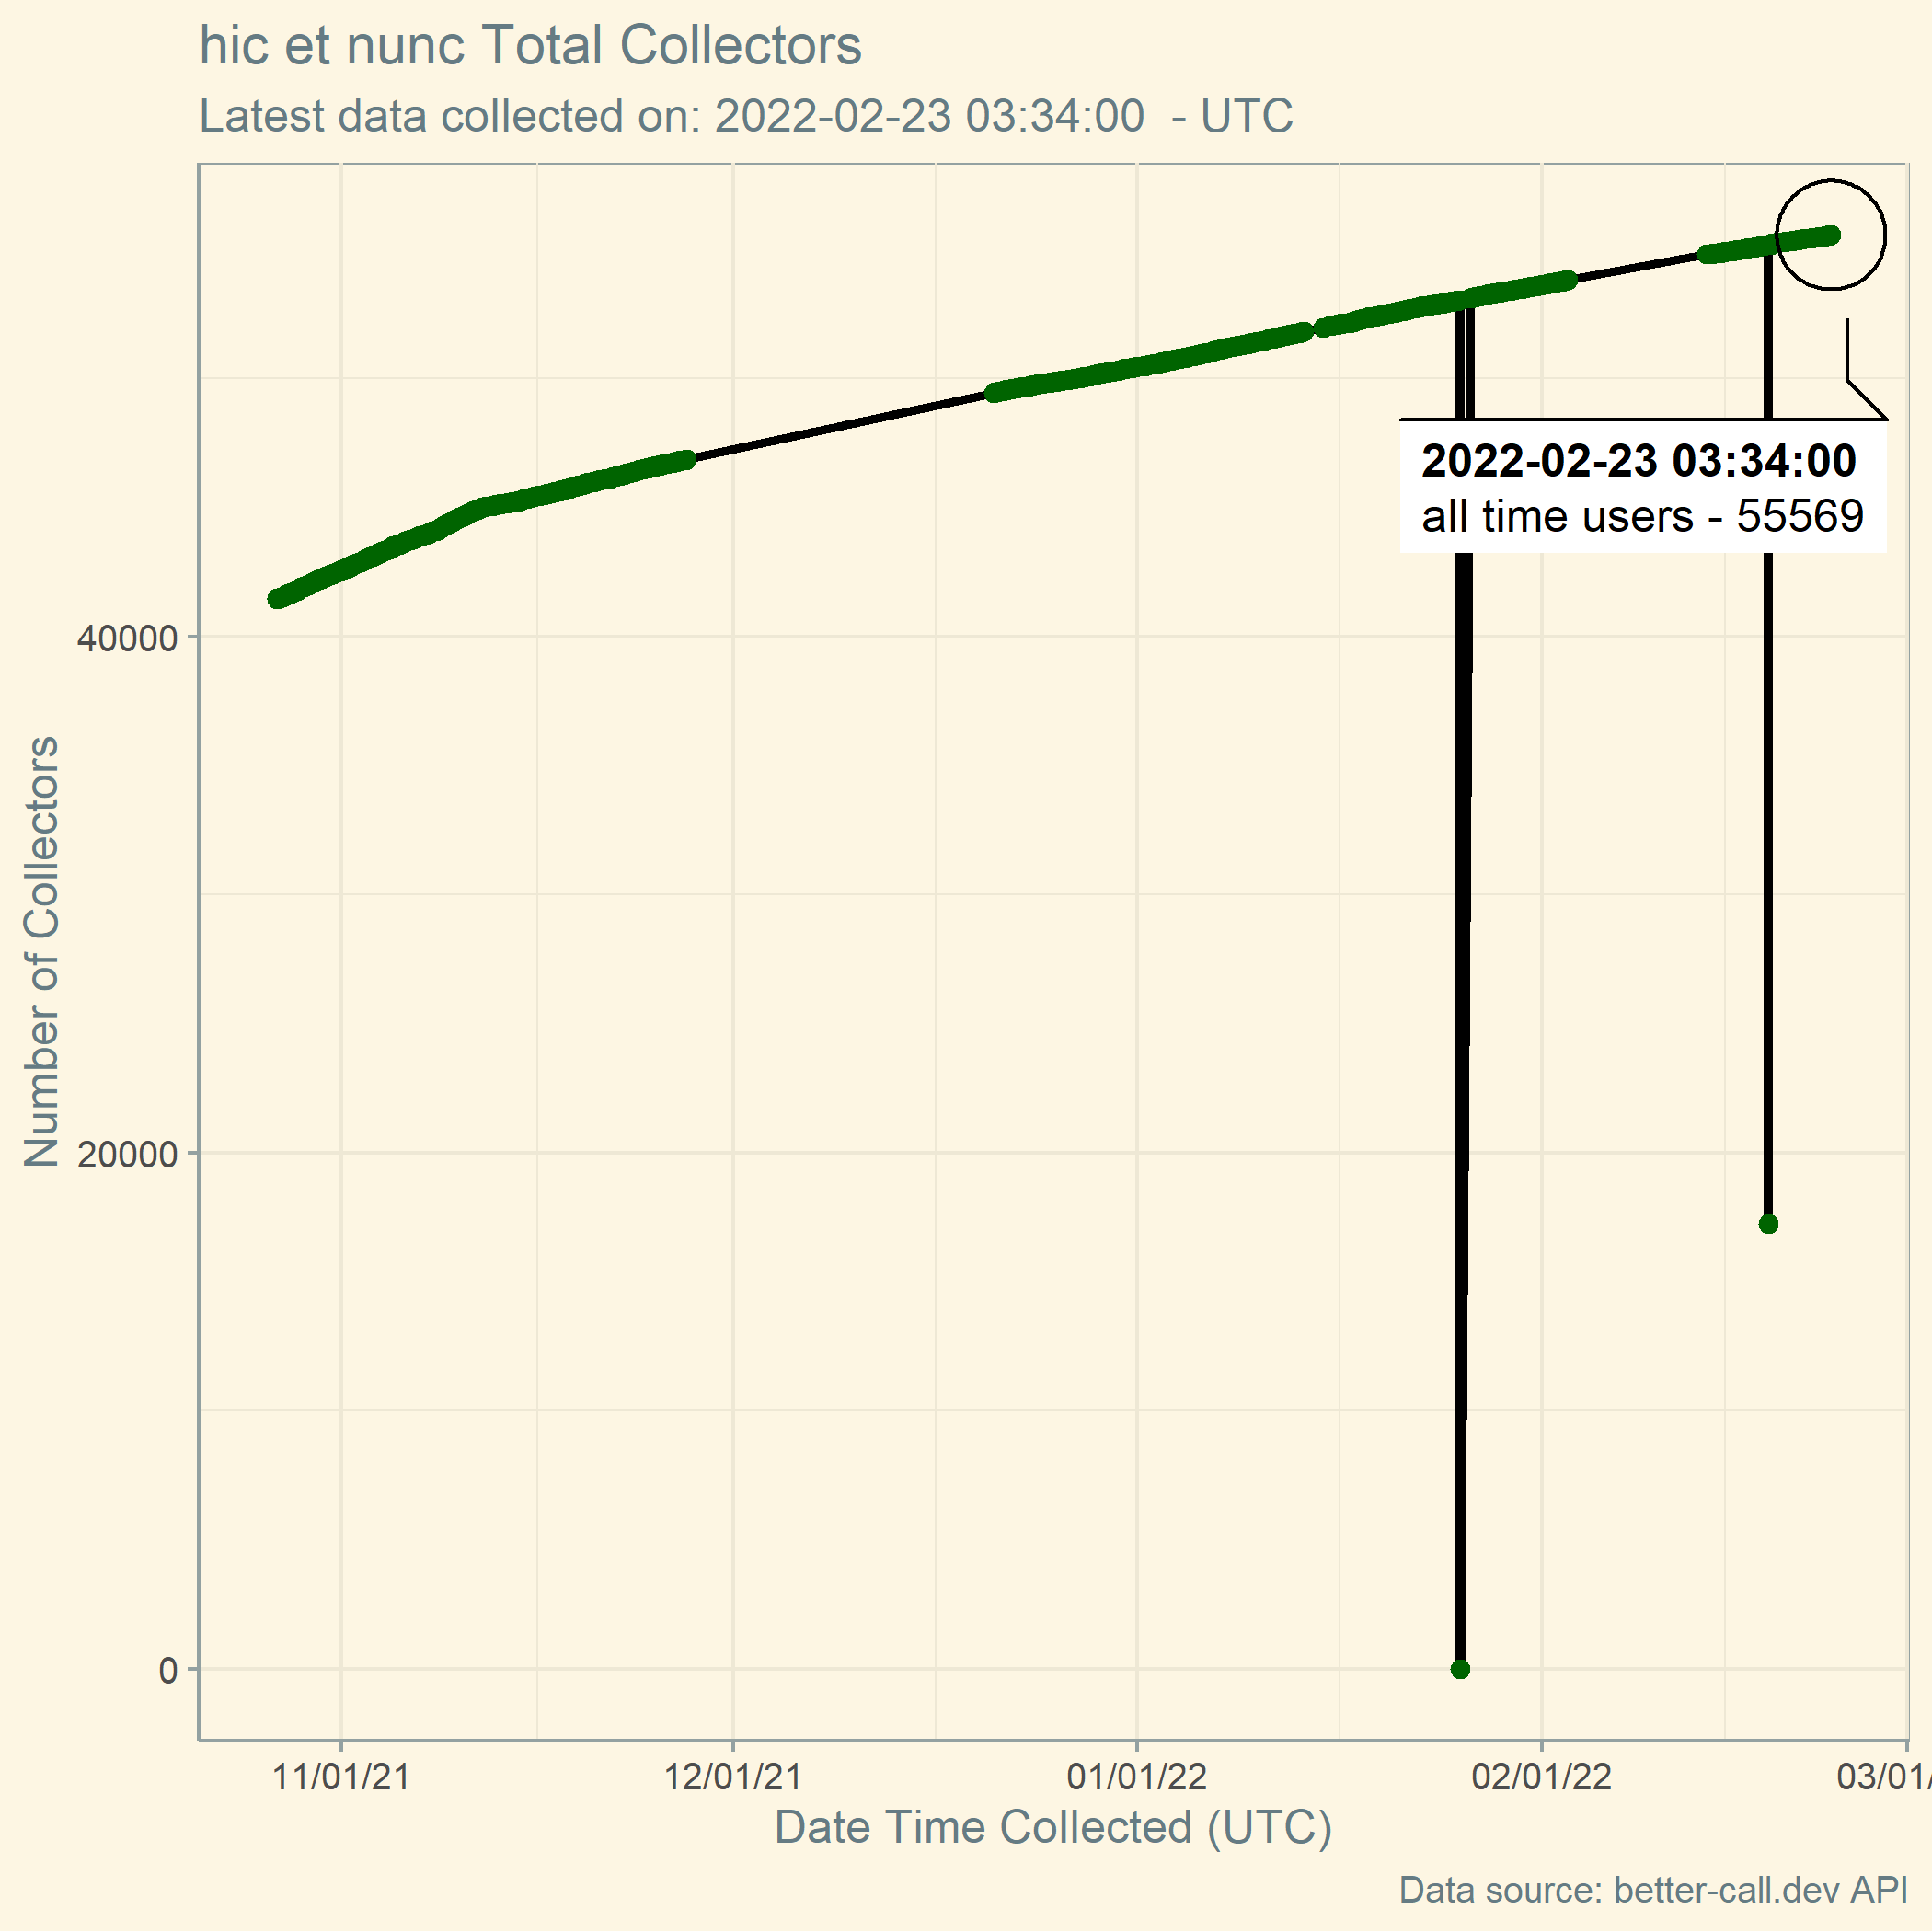 hic et nunc Total Collectors
Latest data collected on: 2022-02-23 03:34:00  - UTC
2022-02-23 03:34:00
all time users - 55569
Number of Collectors
40000
20000
0
11/01/21
12/01/21
01/01/22
02/01/22
03/01/
Date Time Collected (UTC)
Data source: better-call.dev API